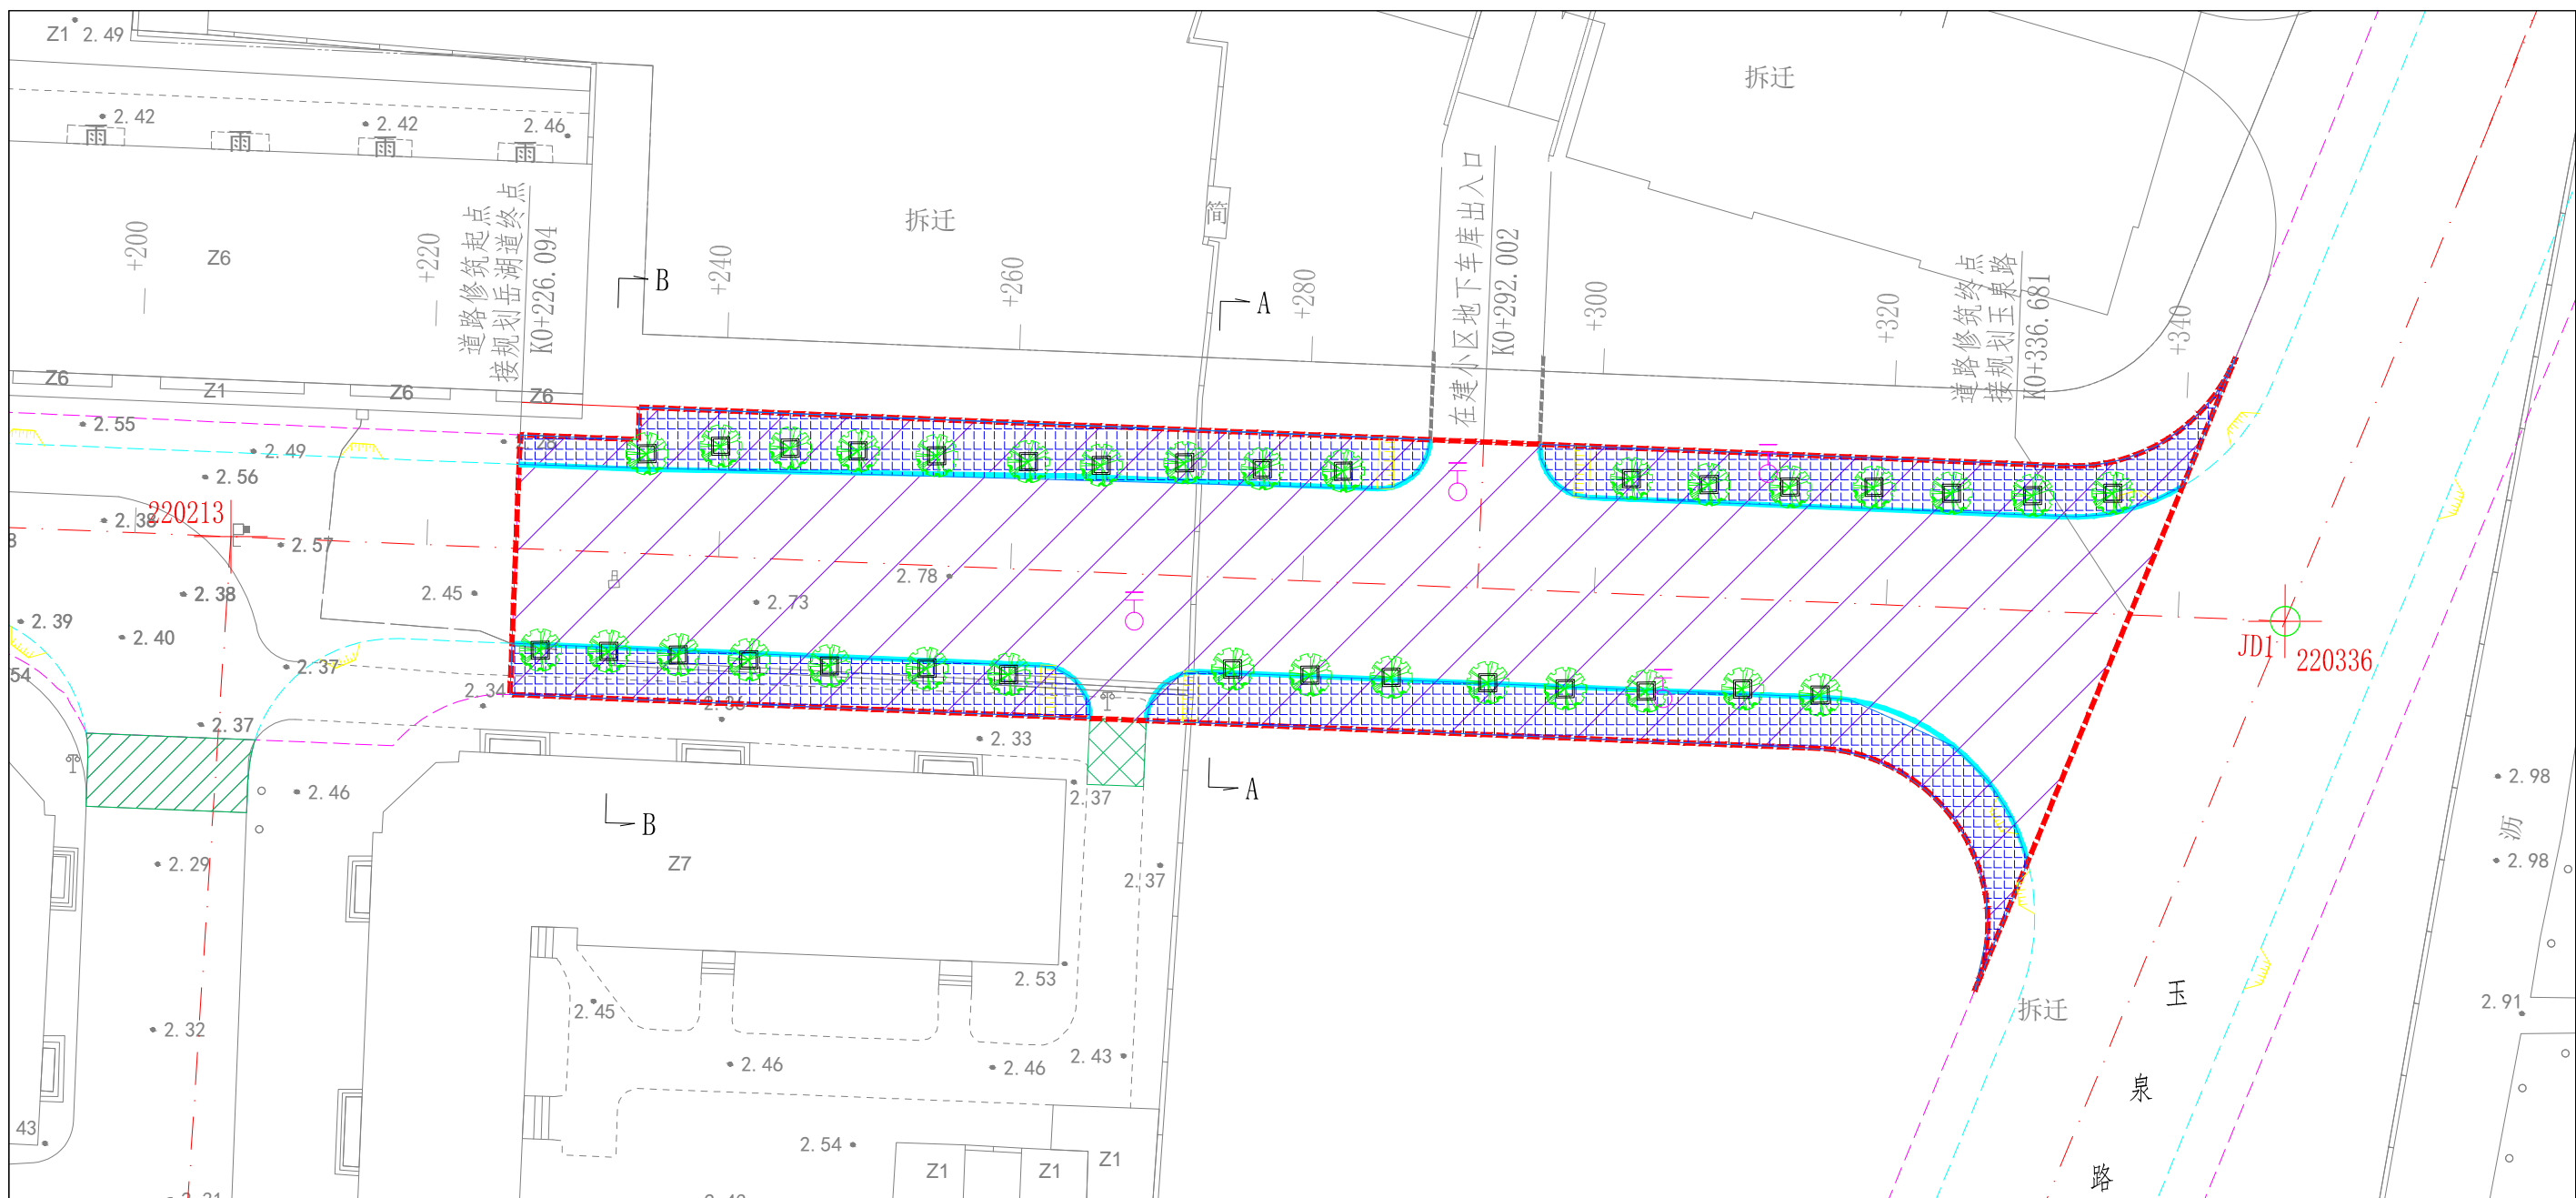 Z1 2.49
拆迁
2.42
2.42
2.46
雨
雨
雨
雨
+200
Z6
+220
道路修筑起点
接规划岳湖道终点
K0+226.094
B
+240
拆迁
+260
简
A
+280
在建小区地下车库出入口
K0+292.002
+300
+320
道路修筑终点
接规划玉泉路
K0+336.681
+340
Z6
Z1
Z6
Z6
2.55
2.49
2.56
220213
2.38
2.57
2.38
2.45
2.78
2.73
2.39
2.40
2.37
54
2.34
2.33
2.37
2.37
JD1
220336
2.46
B
A
2.29
Z7
2.37
2.98
沥
2.98
2.53
2.45
2.32
拆迁
玉
泉
路
2.91
2.46
2.46
2.43
43
2.54
Z1
Z1
Z1